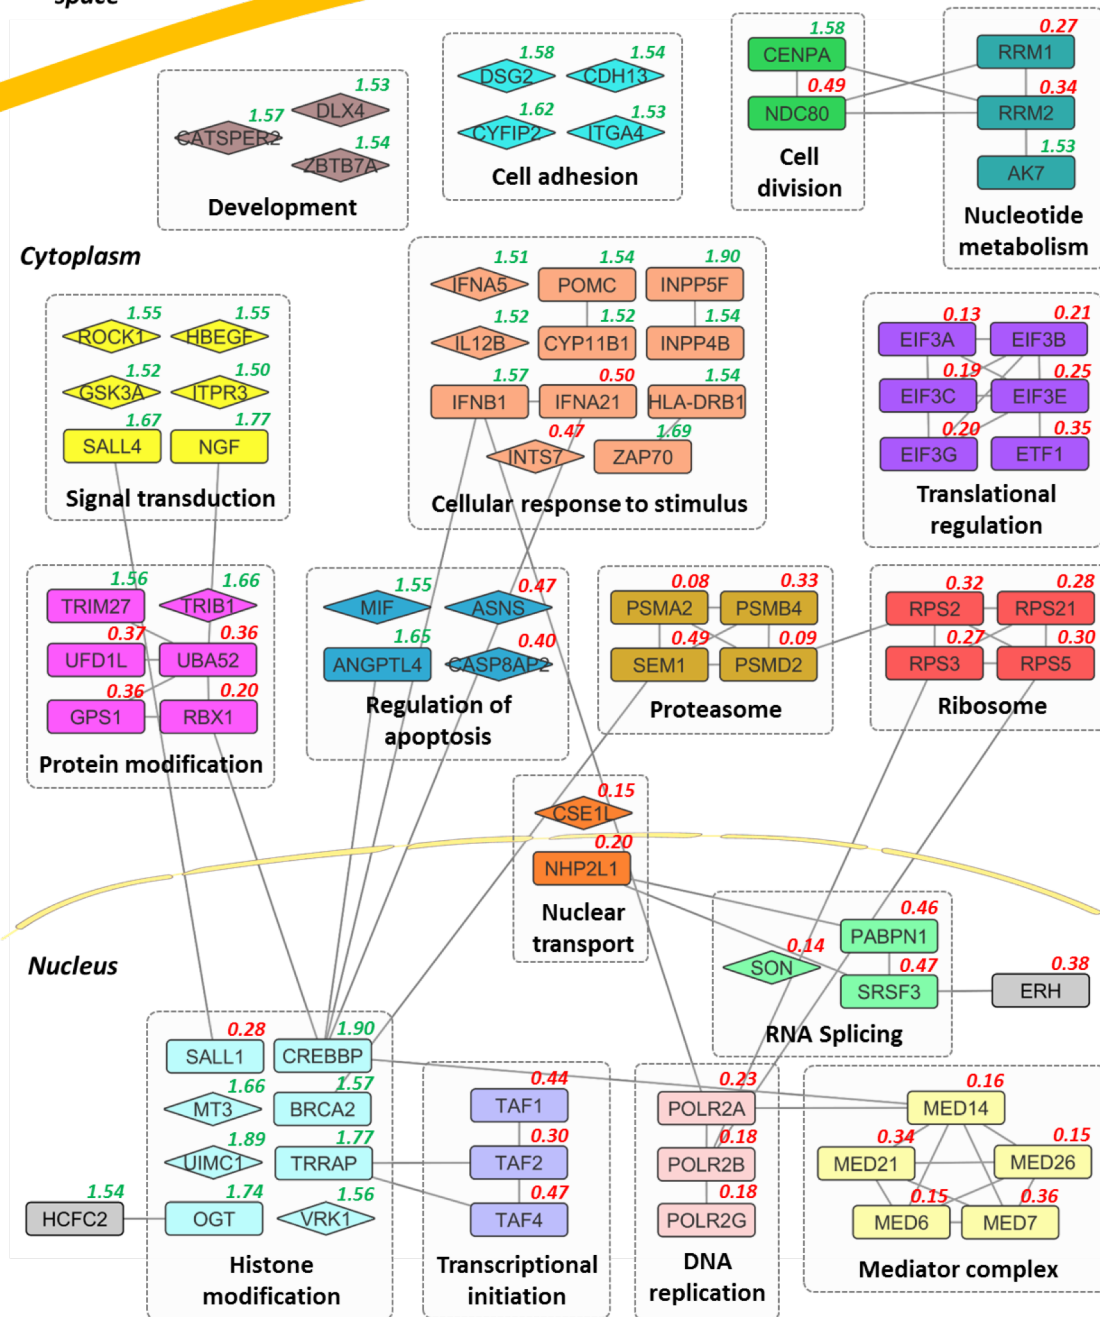 space
1.58
CENPA
0.49
NDC80
Cell
division
0.27
RRM1
0.34
RRM2
1.53
AK7
Nucleotide
metabolism
1.53
DLX4
1.57
CATSPER2
1.54
ZBTB7A
Development
1.58
DSG2
1.54
CDH13
1.62
CYFIP2
1.53
ITGA4
Cell adhesion
Cytoplasm
1.55
ROCK1
1.55
HBEGF
1.52
GSK3A
1.50
ITPR3
1.67
SALL4
1.77
NGF
Signal transduction
1.51
IFNA5
1.54
POMC
1.90
INPP5F
1.52
IL12B
1.52
CYP11B1
1.54
INPP4B
1.57
IFNB1
0.50
IFNA21
1.54
HLA-DRB1
0.47
INTS7
1.69
ZAP70
Cellular response to stimulus
0.13
EIF3A
0.21
EIF3B
0.19
EIF3C
0.25
EIF3E
0.20
EIF3G
0.35
ETF1
Translational
regulation
1.56
TRIM27
1.66
TRIB1
0.37
UFD1L
0.36
UBA52
0.36
GPS1
0.20
RBX1
Protein modification
1.55
MIF
0.47
ASNS
1.65
ANGPTL4
0.40
CASP8AP2
Regulation of
apoptosis
0.08
PSMA2
0.33
PSMB4
0.49
SEM1
0.09
PSMD2
Proteasome
0.32
RPS2
0.28
RPS21
0.27
RPS3
0.30
RPS5
Ribosome
0.15
CSE1L
0.20
NHP2L1
Nuclear
transport
Nucleus
0.46
PABPN1
0.14
SON
0.47
SRSF3
RNA Splicing
0.38
ERH
0.28
SALL1
1.90
CREBBP
1.66
MT3
1.57
BRCA2
1.89
UIMC1
1.77
TRRAP
1.54
HCFC2
1.74
OGT
1.56
VRK1
Histone
modification
0.44
TAF1
0.30
TAF2
0.47
TAF4
Transcriptional
initiation
0.23
POLR2A
0.18
POLR2B
0.18
POLR2G
DNA
replication
0.16
MED14
0.34
MED21
0.15
MED26
0.15
MED6
0.36
MED7
Mediator complex